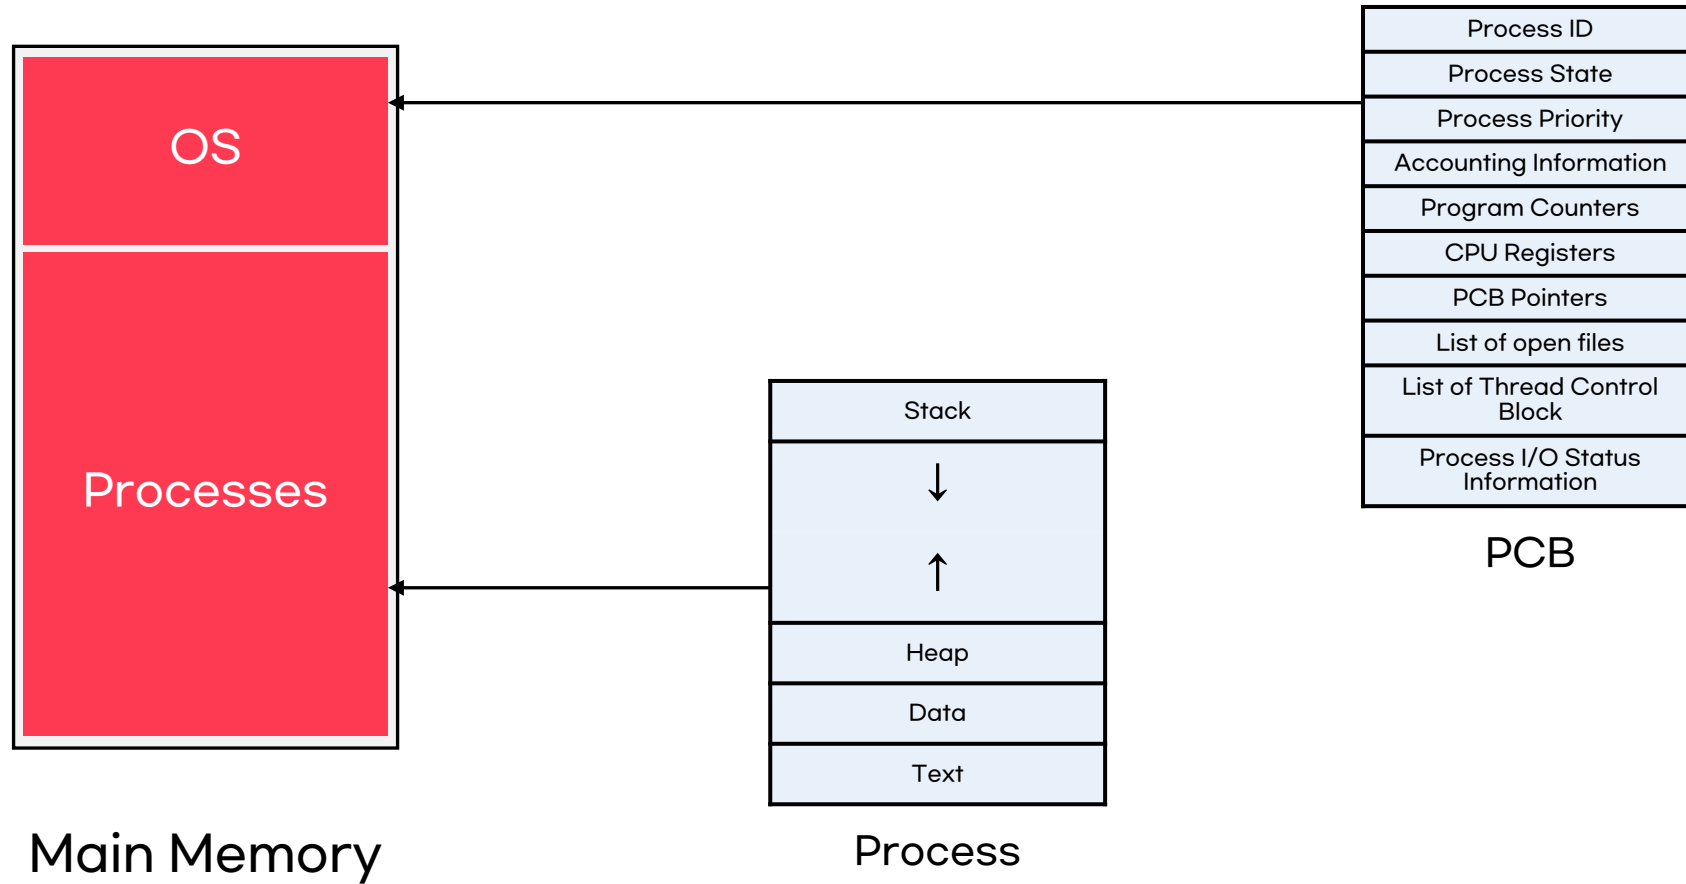 OS
Processes
Main Memory
Stack
↓
↑
Heap
Data
Text
Process
Process ID
Process State
Process Priority
Accounting Information
Program Counters
CPU Registers
PCB Pointers
List of open files
List of Thread Control
Block
Process I/O Status
Information
PCB